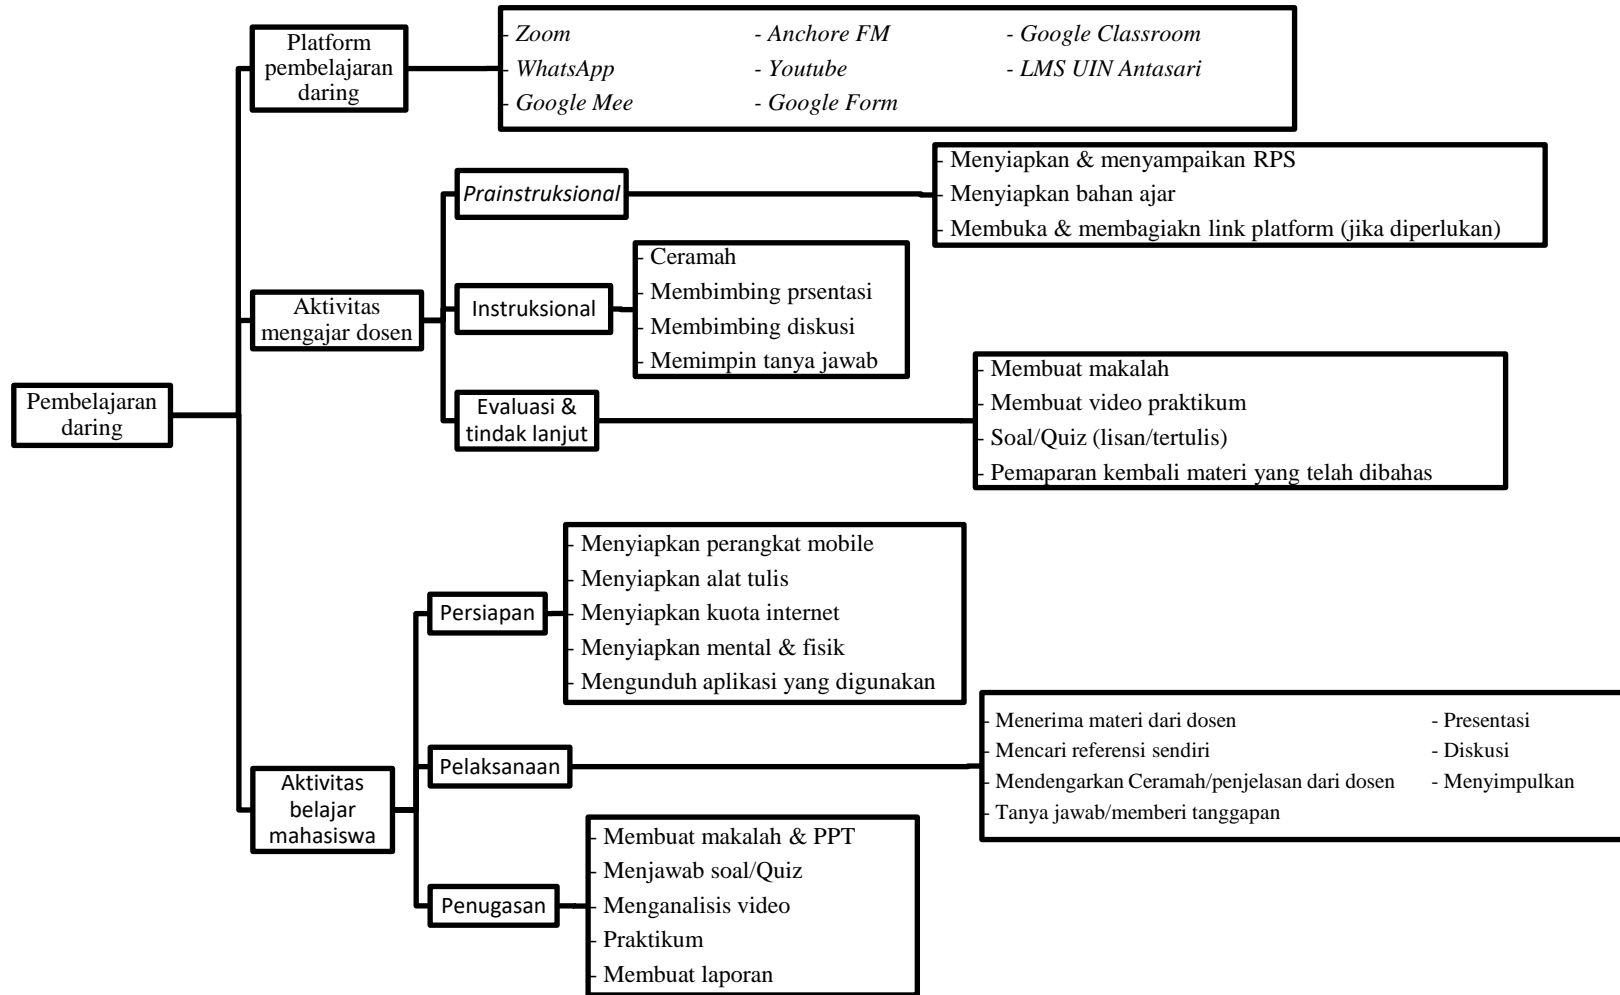 Platform
pembelajaran
daring
- Zoom
- WhatsApp
- Google Mee
- Anchore FM
- Youtube
- Google Form
- Google Classroom
- LMS UIN Antasari
Pembelajaran
daring
Aktivitas
mengajar dosen
Prainstruksional
- Menyiapkan & menyampaikan RPS
- Menyiapkan bahan ajar
- Membuka & membagiakn link platform (jika diperlukan)
Instruksional
- Ceramah
- Membimbing prsentasi
- Membimbing diskusi
- Memimpin tanya jawab
Evaluasi &
tindak lanjut
- Membuat makalah
- Membuat video praktikum
- Soal/Quiz (lisan/tertulis)
- Pemaparan kembali materi yang telah dibahas
Aktivitas
belajar
mahasiswa
Persiapan
- Menyiapkan perangkat mobile
- Menyiapkan alat tulis
- Menyiapkan kuota internet
- Menyiapkan mental & fisik
- Mengunduh aplikasi yang digunakan
Pelaksanaan
- Menerima materi dari dosen
- Mencari referensi sendiri
- Mendengarkan Ceramah/penjelasan dari dosen
- Tanya jawab/memberi tanggapan
- Presentasi
- Diskusi
- Menyimpulkan
Penugasan
- Membuat makalah & PPT
- Menjawab soal/Quiz
- Menganalisis video
- Praktikum
- Membuat laporan